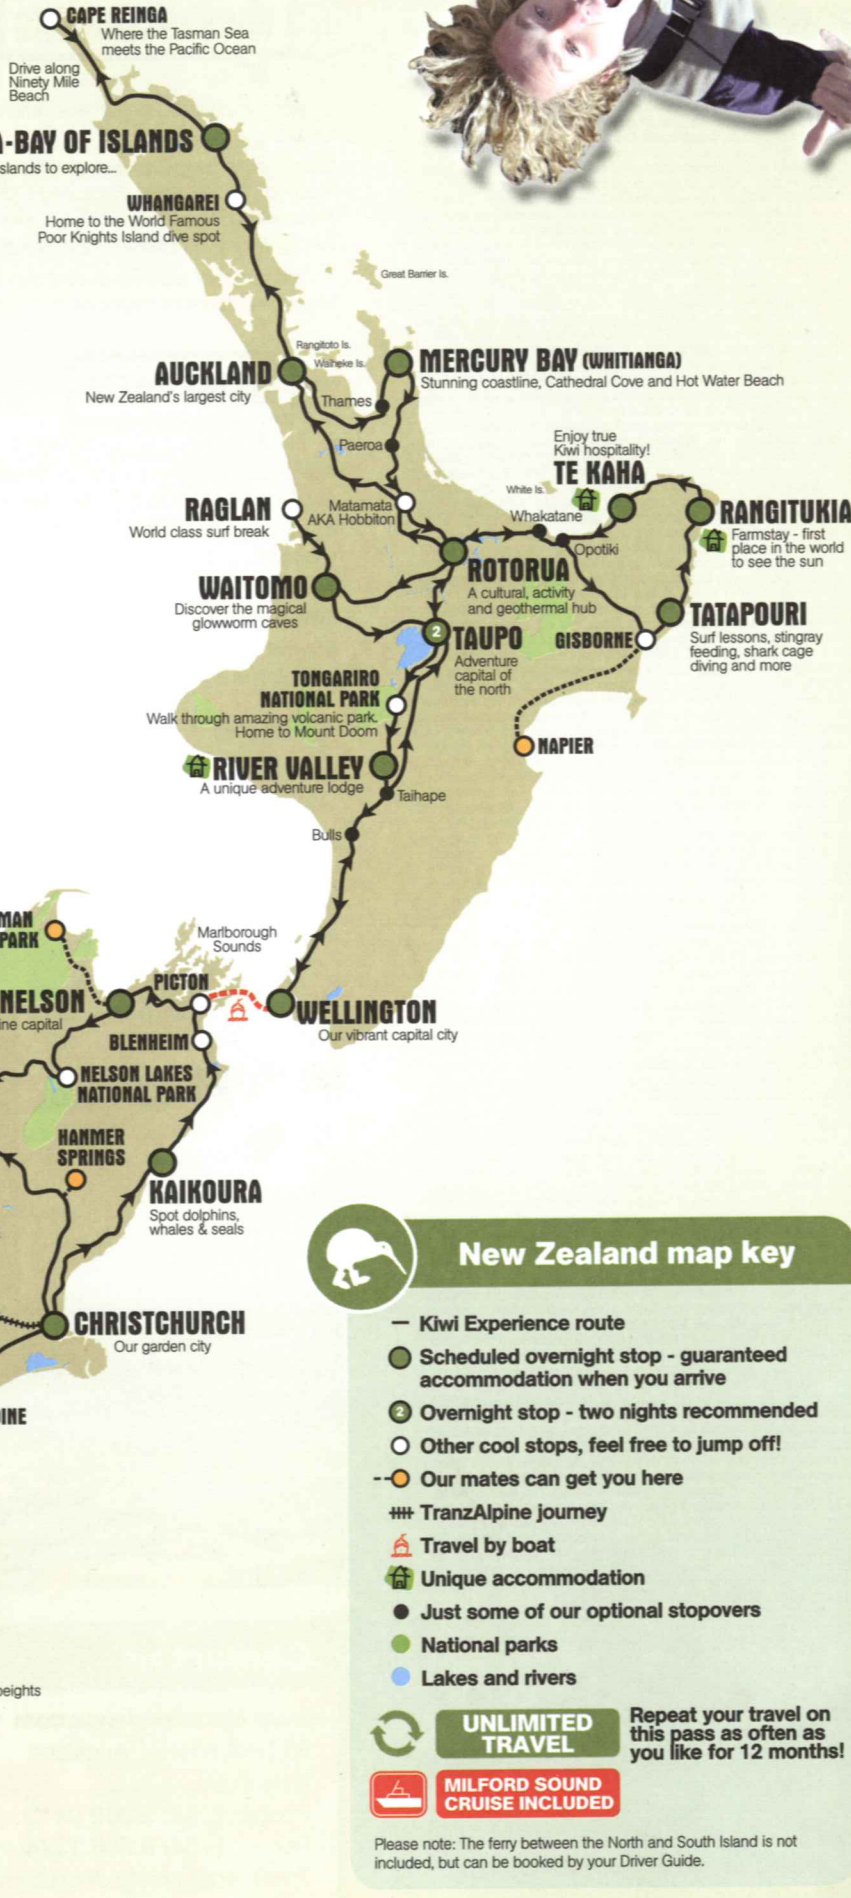 CAPE REINGA
Where the Tasman Sea
meets the Pacific Ocean
Drive along
Ninety Mile
Beach
-BAY OF ISLANDS
slands to explore...
WHANGAREI
Home to the World Famous
Poor Knights Island dive spot
Great Barrier Is.
Rangitoto Is.
Waiheke Is.
AUCKLAND
New Zealand's largest city
MERCURY BAY (WHITIANGA)
Stunning coastline, Cathedral Cove and Hot Water Beach
Thames
Paeroa
Enjoy true
Kiwi hospitality!
TE KAHA
White Is.
RAGLAN
World class surf break
Matamata
AKA Hobbiton
Whakatane
Opotiki
RANGITUKIA
Farmstay - first
place in the world
to see the sun
ROTORUA
A cultural, activity
and geothermal hub
WAITOMO
Discover the magical
glowworm caves
2
TAUPO
Adventure
capital of
the north
GISBORNE
TATAPOURI
Surf lessons, stingray
feeding, shark cage
diving and more
TONGARIRO
NATIONAL PARK
Walk through amazing volcanic park.
Home to Mount Doom
NAPIER
RIVER VALLEY
A unique adventure lodge
Taihape
Bulls
MAN
PARK
Marlborough
Sounds
PICTON
NELSON
ine capital
WELLINGTON
Our vibrant capital city
BLENHEIM
NELSON LAKES
NATIONAL PARK
HANMER
SPRINGS
KAIKOURA
Spot dolphins,
whales & seals
CHRISTCHURCH
Our garden city
INE
eights
New Zealand map key
Kiwi Experience route
Scheduled overnight stop - guaranteed
accommodation when you arrive
2 Overnight stop - two nights recommended
Other cool stops, feel free to jump off!
Our mates can get you here
TranzAlpine journey
Travel by boat
Unique accommodation
Just some of our optional stopovers
National parks
Lakes and rivers
UNLIMITED
TRAVEL
Repeat your travel on
this pass as often as
you like for 12 months!
MILFORD SOUND
CRUISE INCLUDED
Please note: The ferry between the North and South Island is not
included, but can be booked by your Driver Guide.